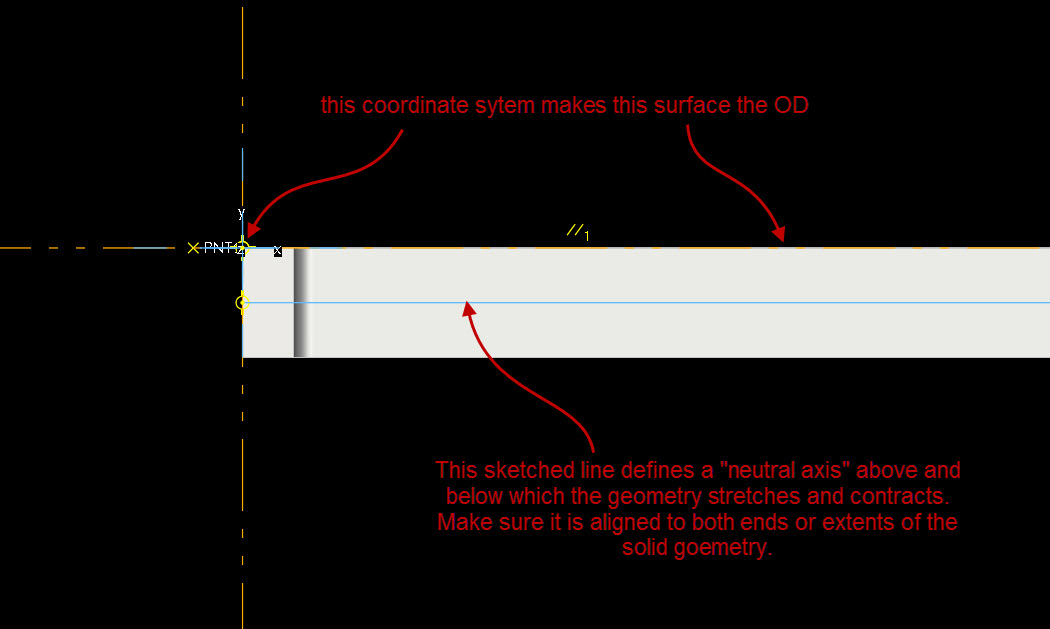 this coordinate sytem makes this surface the OD
y
//1
PNT
x
This sketched line defines a "neutral axis" above and
below which the geometry stretches and contracts.
Make sure it is aligned to both ends or extents of the
solid goemetry.